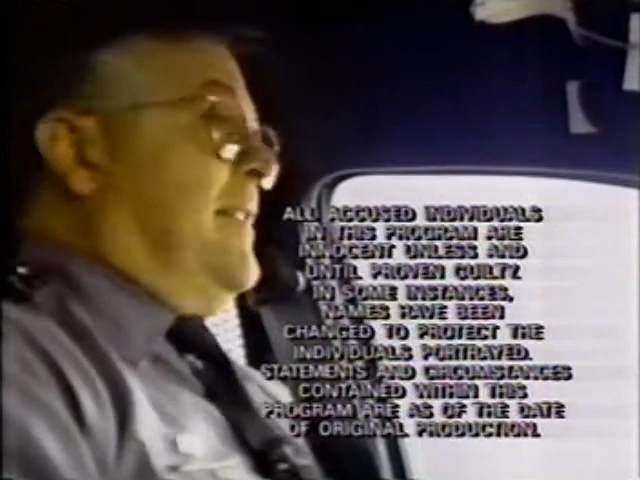 ALL ACCUSED INDIVIDUALS
IN THIS PROGRAM ARE
INNOCENT UNLESS AND
UNTIL PROVEN GUILTY.
IN SOME INSTANCES,
NAMES HAVE BEEN
CHANGED TO PROTECT THE
INDIVIDUALS PORTRAYED.
STATEMENTS AND CIRCUMSTANCES
CONTAINED WITHIN THIS
PROGRAM ARE AS OF THE DATE
OF ORIGINAL PRODUCTION.